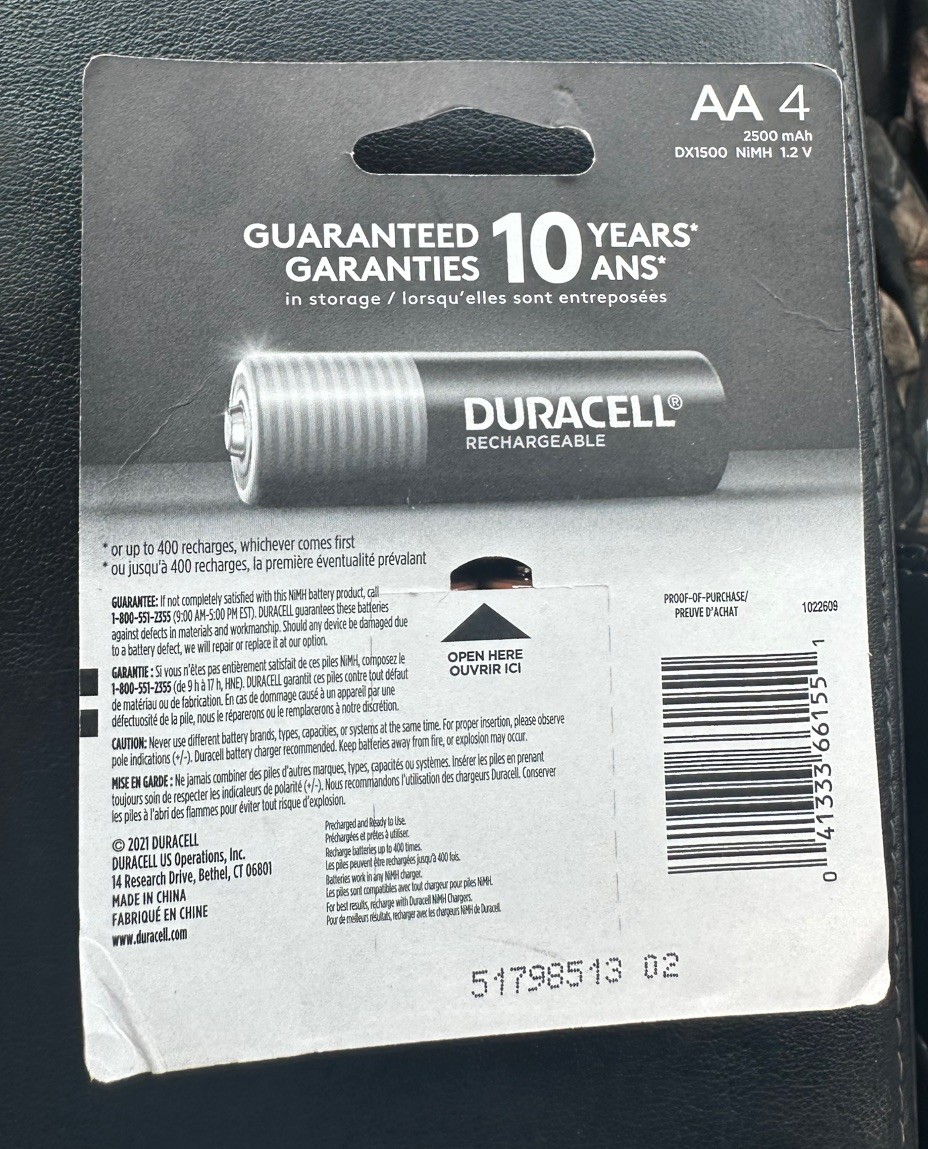 AA 4
2500 mAh
DX1500 NiMH 1.2 V
GUARANTEED 10 YEARS*
GARANTIES ANS*
in storage / lorsqu'elles sont entreposées
DURACELL®
RECHARGEABLE
* or up to 400 recharges, whichever comes first
* ou jusqu'à 400 recharges, la première éventualité prévalant
GUARANTEE: If not completely satisfied with this NiMH battery product, call
1-800-551-2355 (9:00 AM-5:00 PM EST). DURACELL guarantees these batteries
against defects in materials and workmanship. Should any device be damaged due
to a battery defect, we will repair or replace it at our option.
GARANTIE : Si vous n'êtes pas entièrement satisfait de ces piles NiMH, composez le
1-800-551-2355 (de 9 h à 17 h, HNE). DURACELL garantit ces piles contre tout défaut
de matériau ou de fabrication. En cas de dommage causé à un appareil par une
défectuosité de la pile, nous le réparerons ou le remplacerons à notre discrétion.
OPEN HERE
OUVRIR ICI
CAUTION: Never use different battery brands, types, capacities, or systems at the same time. For proper insertion, please observe
pole indications (+/-). Duracell battery charger recommended. Keep batteries away from fire, or explosion may occur.
MISE EN GARDE : Ne jamais combiner des piles d'autres marques, types, capacités ou systèmes. Insérer les piles en prenant
toujours soin de respecter les indicateurs de polarité (+/-). Nous recommandons l'utilisation des chargeurs Duracell. Conserver
les piles à l'abri des flammes pour éviter tout risque d'explosion.
© 2021 DURACELL
DURACELL US Operations, Inc.
14 Research Drive, Bethel, CT 06801
MADE IN CHINA
FABRIQUÉ EN CHINE
www.duracell.com
Precharged and Ready to Use.
Préchargées et prêtes à utiliser.
Recharge batteries up to 400 times.
Les piles peuvent être rechargées jusqu'à 400 fois.
Batteries work in any NiMH charger.
Les piles sont compatibles avec tout chargeur pour piles NiMH.
For best results, recharge with Duracell NiMH Chargers.
Pour de meilleurs résultats, recharger avec les chargeurs NiMH de Duracell.
PROOF-OF-PURCHASE/
PREUVE D'ACHAT
1022609
0 41333 66155 1
51798513 02